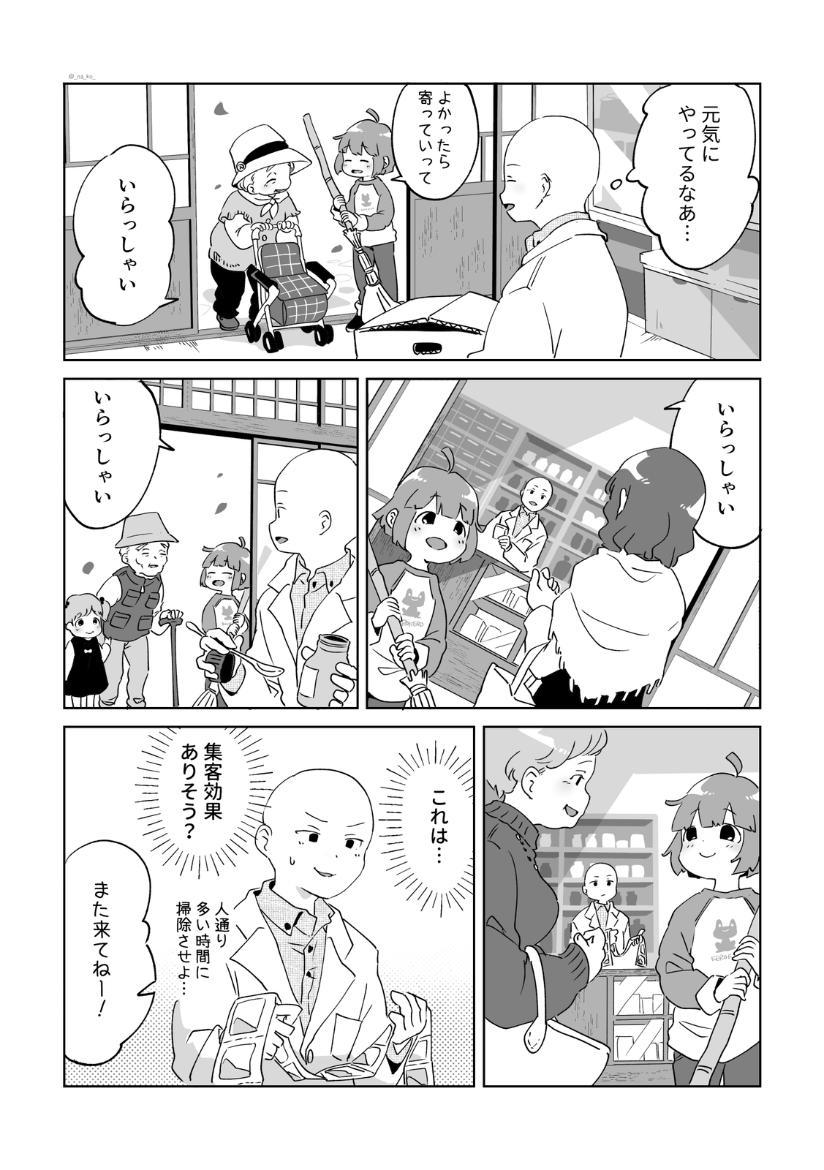 @_na_ko_
元気に
やってるなあ…
よかったら
寄っていって
いらっしゃい
いらっしゃい
いらっしゃい
これは…
集客効果
ありそう？
人通り
多い時間に
掃除させよ…
また来てねー！